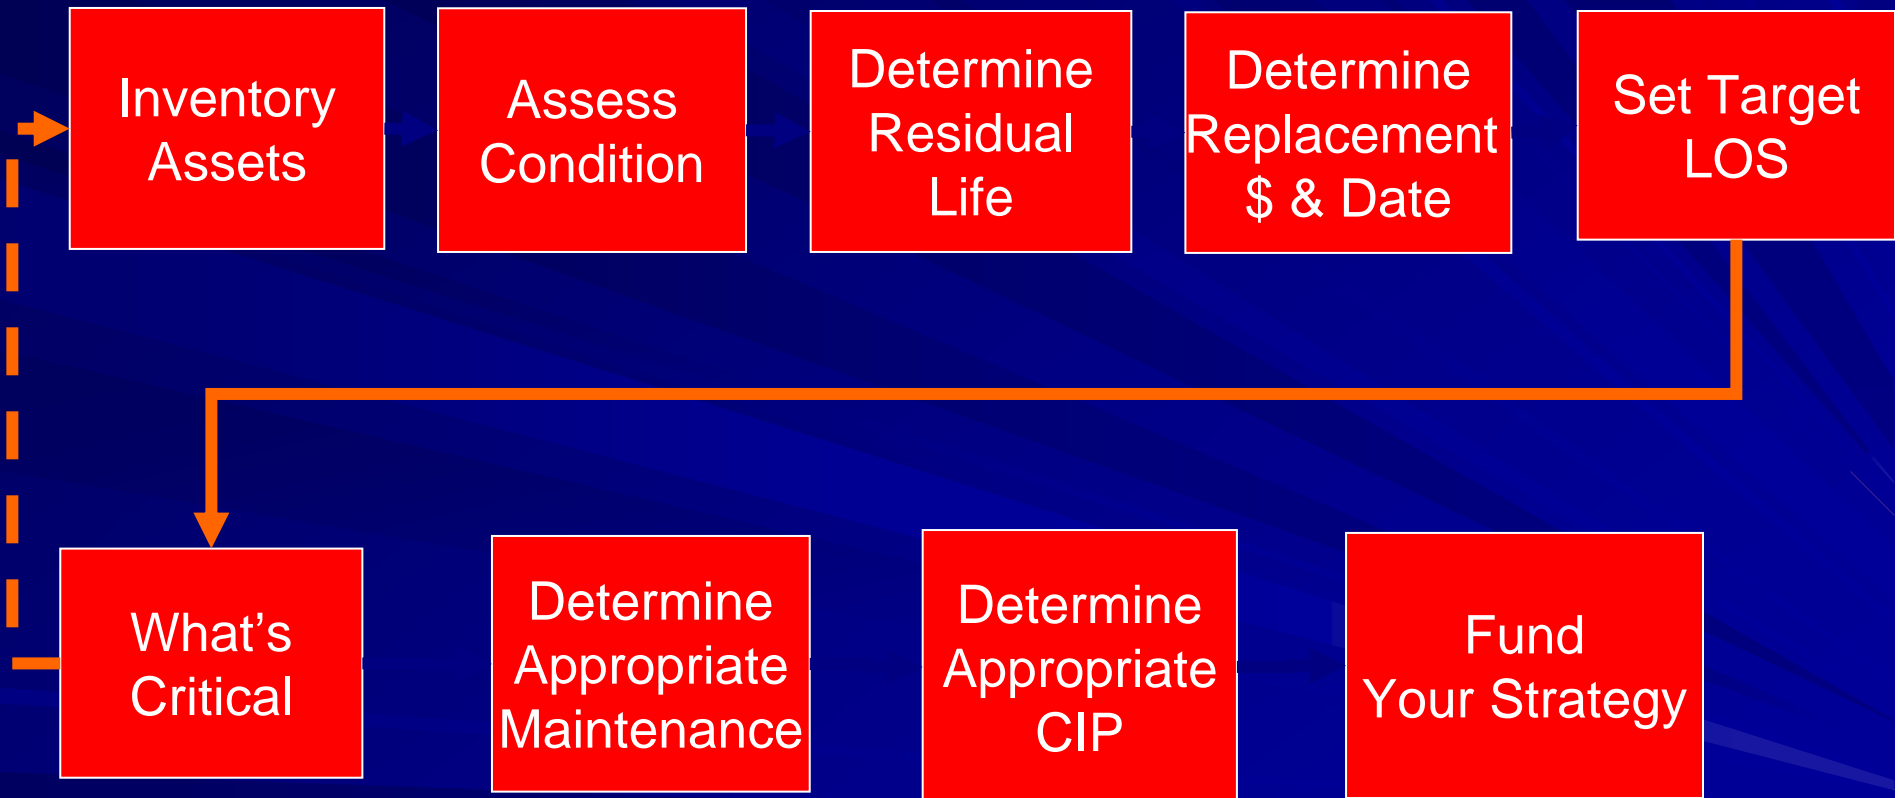 Inventory
Assets
Assess
Condition
Determine
Residual
Life
Determine
Replacement
$ & Date
Set Target
LOS
What’s
Critical
Determine
Appropriate
Maintenance
Determine
Appropriate
CIP
Fund
Your Strategy